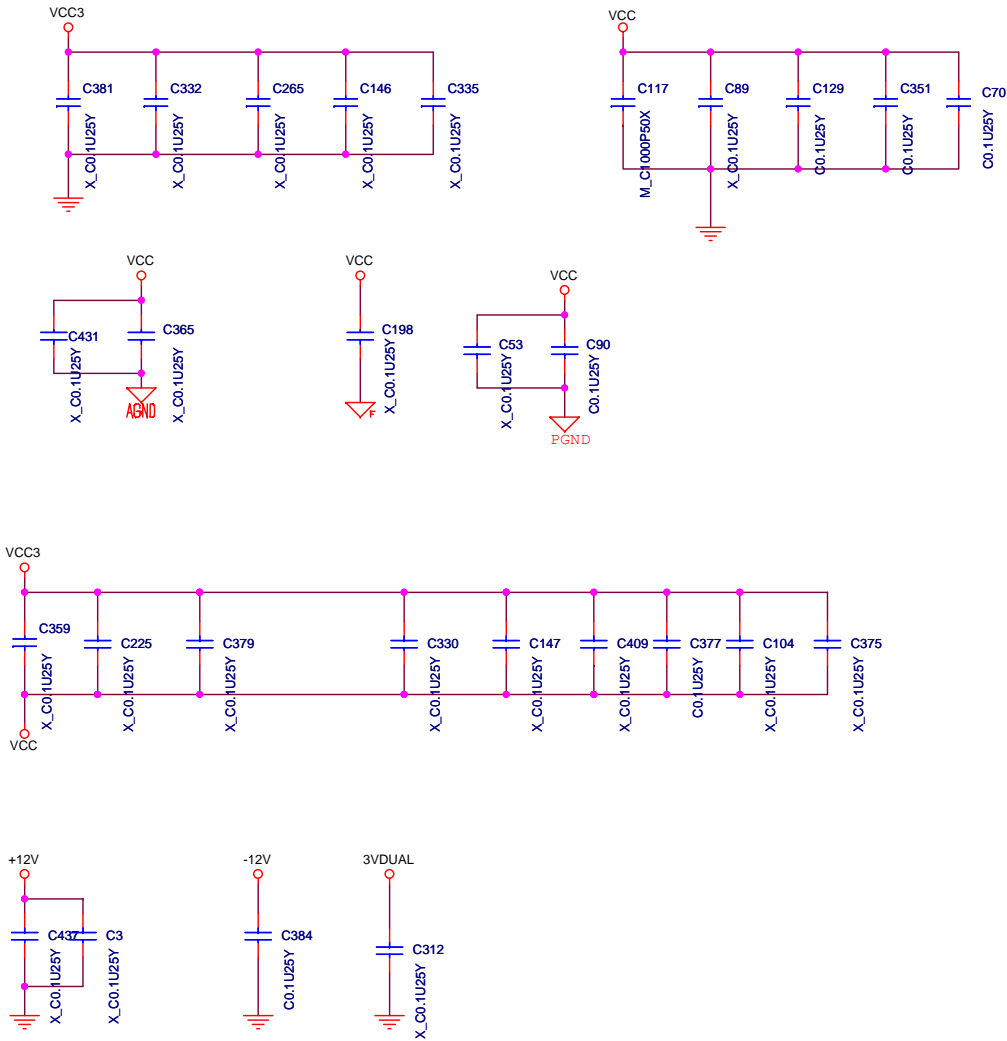 VCC3
VCC
C381
C332
C265
C146
C335
C117
C89
C129
C351
C70
X_C0.1U25Y
X_C0.1U25Y
X_C0.1U25Y
X_C0.1U25Y
X_C0.1U25Y
M_C1000P50X
X_C0.1U25Y
C0.1U25Y
C0.1U25Y
C0.1U25Y
VCC
VCC
VCC
C431
C365
C198
C53
C90
X_C0.1U25Y
X_C0.1U25Y
X_C0.1U25Y
X_C0.1U25Y
C0.1U25Y
AGND
F
PGND
VCC3
C359
C225
C379
C330
C147
C409
C377
C104
C375
X_C0.1U25Y
X_C0.1U25Y
X_C0.1U25Y
X_C0.1U25Y
X_C0.1U25Y
X_C0.1U25Y
C0.1U25Y
X_C0.1U25Y
X_C0.1U25Y
VCC
+12V
-12V
3VDUAL
C437
C3
C384
C312
X_C0.1U25Y
X_C0.1U25Y
C0.1U25Y
X_C0.1U25Y